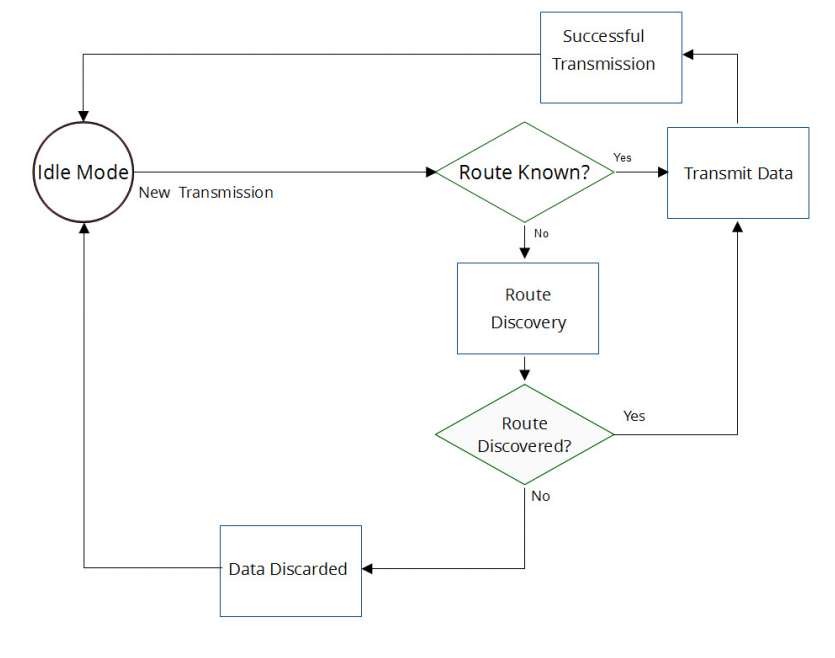 Successful
Transmission
Idle Mode
New Transmission
Route Known?
Yes
Transmit Data
No
Route
Discovery
Route
Discovered?
Yes
No
Data Discarded